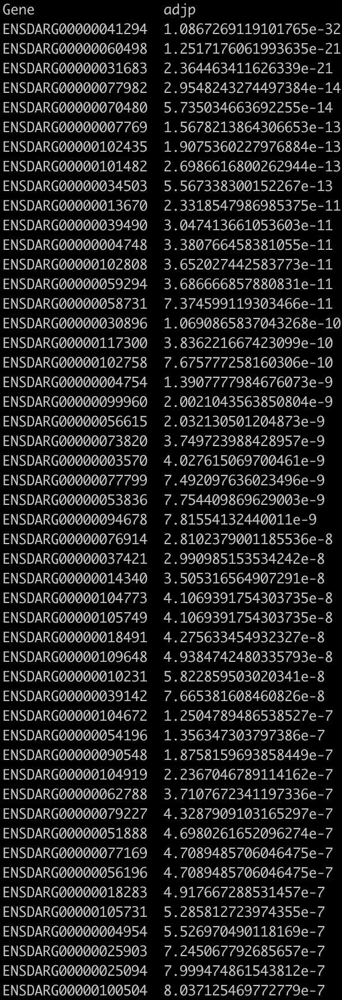 Gene adjp
ENSDARG00000041294 1.0867269119101765e-32
ENSDARG00000060498 1.2517176061993635e-21
ENSDARG00000031683 2.364463411626339e-21
ENSDARG00000077982 2.9548243274497384e-14
ENSDARG00000070480 5.735034663692255e-14
ENSDARG00000007769 1.5678213864306653e-13
ENSDARG00000102435 1.9075360227976884e-13
ENSDARG00000101482 2.6986616800262944e-13
ENSDARG00000034503 5.567338300152267e-13
ENSDARG00000013670 2.3318547986985375e-11
ENSDARG00000039490 3.047413661053603e-11
ENSDARG00000004748 3.380766458381055e-11
ENSDARG00000102808 3.652027442583773e-11
ENSDARG00000059294 3.686666857880831e-11
ENSDARG00000058731 7.374599119303466e-11
ENSDARG00000030896 1.0690865837043268e-10
ENSDARG00000117300 3.836221667423099e-10
ENSDARG00000102758 7.675777258160306e-10
ENSDARG00000004754 1.3907777984676073e-9
ENSDARG00000099960 2.0021043563850804e-9
ENSDARG00000056615 2.032130501204873e-9
ENSDARG00000073820 3.749723988428957e-9
ENSDARG00000003570 4.027615069700461e-9
ENSDARG00000077799 7.492097636023496e-9
ENSDARG00000053836 7.754409869629003e-9
ENSDARG00000094678 7.81554132440011e-9
ENSDARG00000076914 2.8102379001185536e-8
ENSDARG00000037421 2.990985153534242e-8
ENSDARG00000014340 3.505316564907291e-8
ENSDARG00000104773 4.1069391754303735e-8
ENSDARG00000105749 4.1069391754303735e-8
ENSDARG00000018491 4.275633454932327e-8
ENSDARG00000109648 4.9384742480335793e-8
ENSDARG00000010231 5.822859503020341e-8
ENSDARG00000039142 7.665381608460826e-8
ENSDARG00000104672 1.2504789486538527e-7
ENSDARG00000054196 1.356347303797386e-7
ENSDARG00000090548 1.8758159693858449e-7
ENSDARG00000104919 2.2367046789114162e-7
ENSDARG00000062788 3.7107672341197336e-7
ENSDARG00000079227 4.3287909103165297e-7
ENSDARG00000051888 4.6980261652096274e-7
ENSDARG00000077169 4.7089485706046475e-7
ENSDARG00000056196 4.7089485706046475e-7
ENSDARG00000018283 4.917667288531457e-7
ENSDARG00000105731 5.285812723974355e-7
ENSDARG00000004954 5.526970490118169e-7
ENSDARG00000025903 7.245067792685657e-7
ENSDARG00000025094 7.999474861543812e-7
ENSDARG00000100504 8.037125469772779e-7